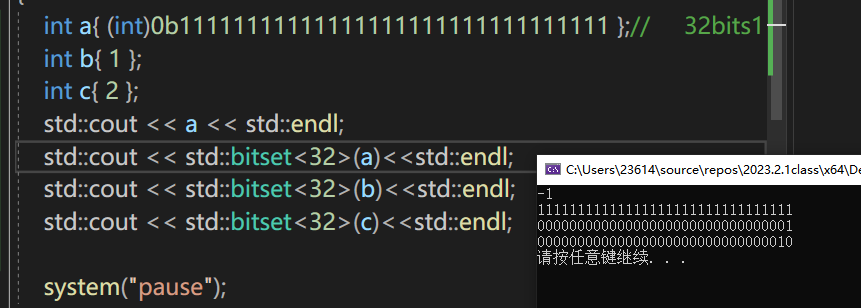 {
int a{ (int)0b11111111111111111111111111111111 };// 32bits1
int b{ 1 };
int c{ 2 };
std::cout << a << std::endl;
std::cout << std::bitset<32>(a)<<std::endl;
std::cout << std::bitset<32>(b)<<std::endl;
std::cout << std::bitset<32>(c)<<std::endl;
system("pause");
C:\Users\23614\source\repos\2023.2.1class\x64\De
-1
11111111111111111111111111111111
00000000000000000000000000000001
00000000000000000000000000000010
请按任意键继续. . .